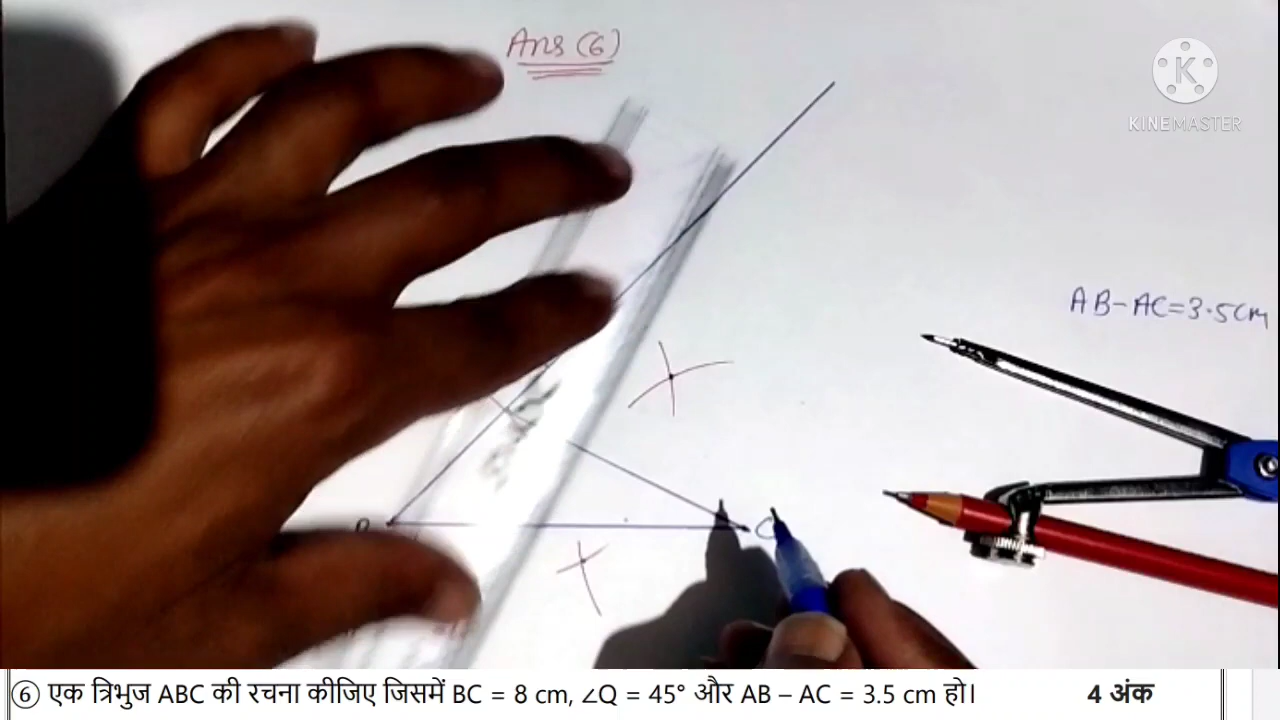 Ans (6)
KINEMASTER
AB-AC=3.5cm
B
C
⑥ एक त्रिभुज ABC की रचना कीजिए जिसमें BC = 8 cm, ∠Q = 45° और AB – AC = 3.5 cm हो। 4 अंक